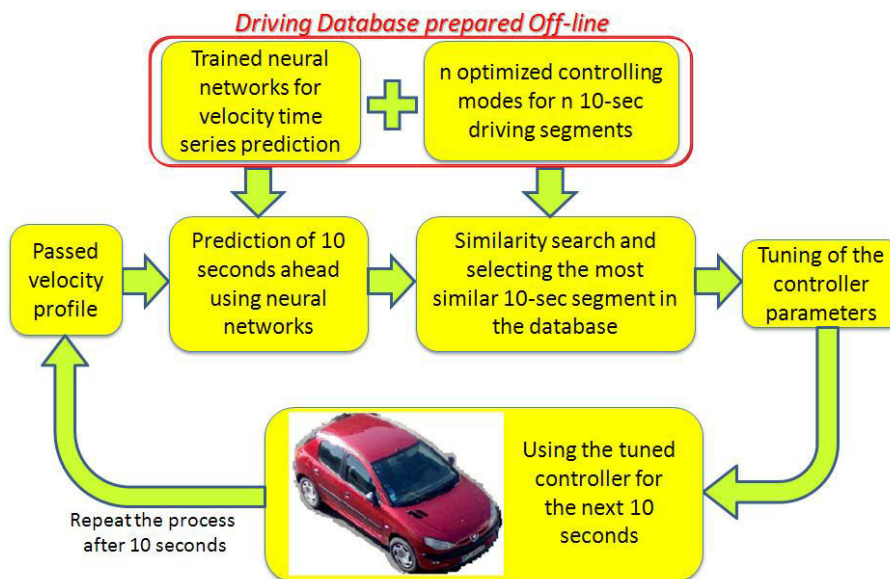 Driving Database prepared Off-line
Trained neural
networks for
velocity time
series prediction
n optimized controlling
modes for n 10-sec
driving segments
Passed
velocity
profile
Prediction of 10
seconds ahead
using neural
networks
Similarity search and
selecting the most
similar 10-sec segment in
the database
Tuning of the
controller
parameters
Using the tuned
controller for
the next 10
seconds
Repeat the process
after 10 seconds